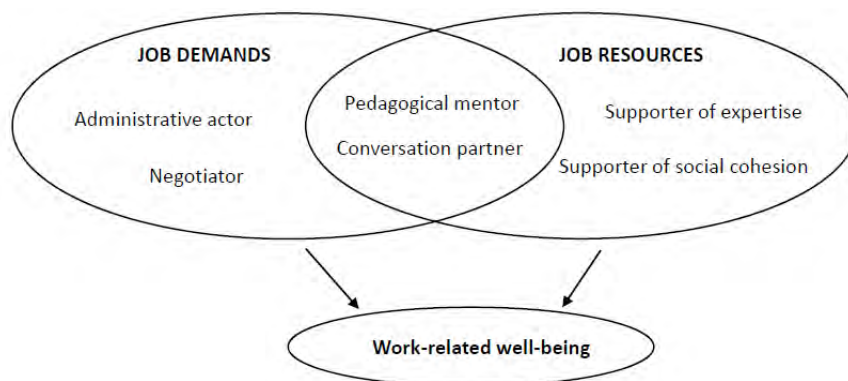 JOB DEMANDS
JOB RESOURCES
Administrative actor
Negotiator
Pedagogical mentor
Conversation partner
Supporter of expertise
Supporter of social cohesion
Work-related well-being